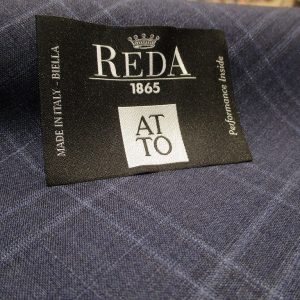 REDA
1865
AT
TO
MADE IN ITALY - BIELLA
Performance Inside